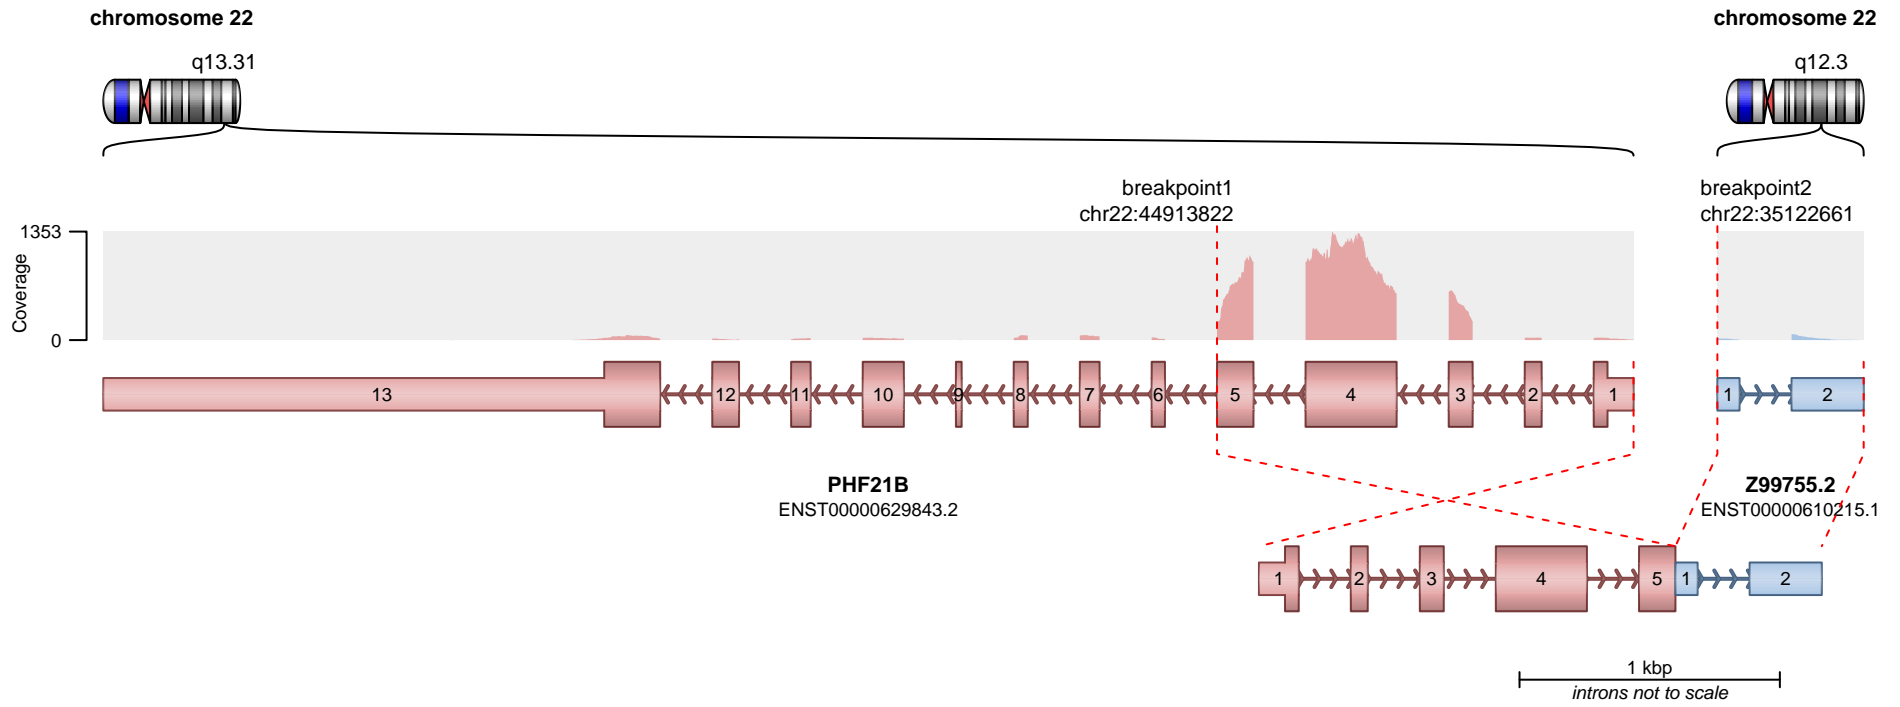 chromosome 22
chromosome 22
q13.31
q12.3
breakpoint1
chr22:44913822
breakpoint2
chr22:35122661
1353
Coverage
0
13 12 11 10 9 8 7 6 5 4 3 2 1
1 2
PHF21B
ENST00000629843.2
Z99755.2
ENST00000610215.1
1 2 3 4 5 1 2
1 kbp
introns not to scale